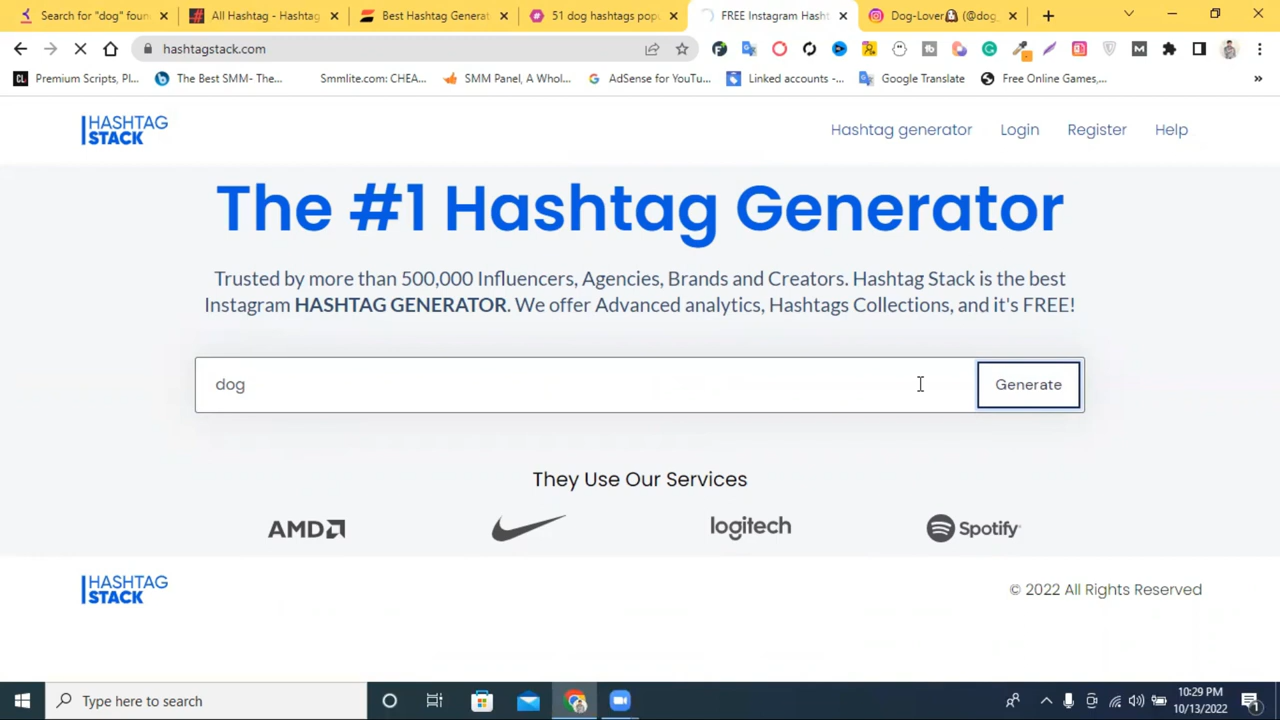 Search for "dog" foun
All Hashtag - Hashtag
Best Hashtag Generat
51 dog hashtags popu
FREE Instagram Hasht
Dog-Lover (@dog_
hashtagstack.com
Premium Scripts, Pl...
The Best SMM- The...
Smmlite.com: CHEA...
SMM Panel, A Whol...
AdSense for YouTu...
Linked accounts -...
Google Translate
Free Online Games,...
HASHTAG
STACK
Hashtag generator Login Register Help
The #1 Hashtag Generator
Trusted by more than 500,000 Influencers, Agencies, Brands and Creators. Hashtag Stack is the best
Instagram HASHTAG GENERATOR. We offer Advanced analytics, Hashtags Collections, and it's FREE!
dog
Generate
They Use Our Services
AMD
logitech
Spotify
HASHTAG
STACK
© 2022 All Rights Reserved
Type here to search
10:29 PM
10/13/2022
1